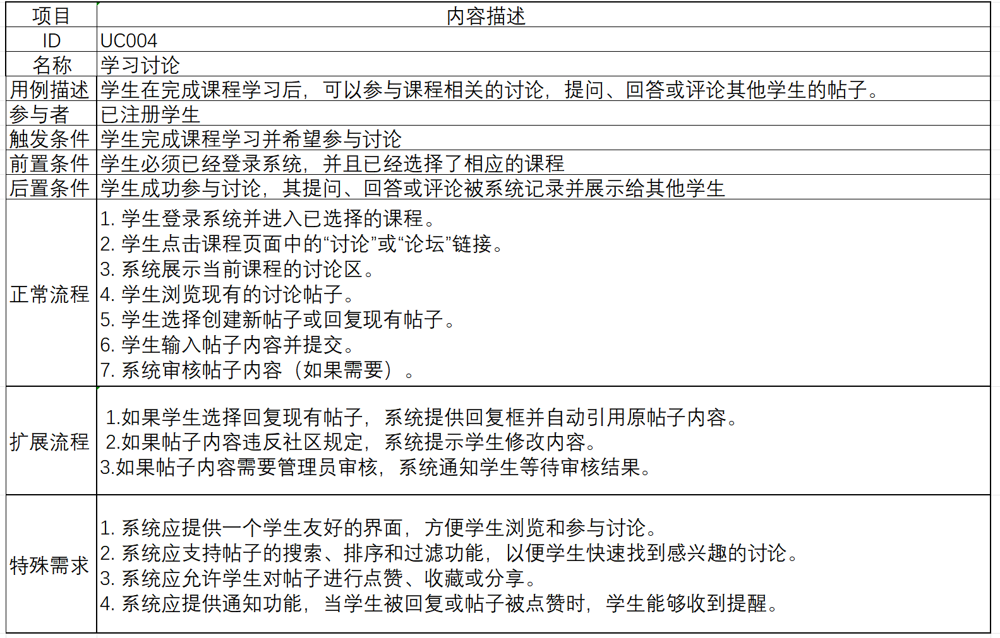 项目 内容描述
ID UC004
名称 学习讨论
用例描述 学生在完成课程学习后，可以参与课程相关的讨论，提问、回答或评论其他学生的帖子。
参与者 已注册学生
触发条件 学生完成课程学习并希望参与讨论
前置条件 学生必须已经登录系统，并且已经选择了相应的课程
后置条件 学生成功参与讨论，其提问、回答或评论被系统记录并展示给其他学生
正常流程
1. 学生登录系统并进入已选择的课程。
2. 学生点击课程页面中的“讨论”或“论坛”链接。
3. 系统展示当前课程的讨论区。
4. 学生浏览现有的讨论帖子。
5. 学生选择创建新帖子或回复现有帖子。
6. 学生输入帖子内容并提交。
7. 系统审核帖子内容（如果需要）。
扩展流程
1.如果学生选择回复现有帖子，系统提供回复框并自动引用原帖子内容。
2.如果帖子内容违反社区规定，系统提示学生修改内容。
3.如果帖子内容需要管理员审核，系统通知学生等待审核结果。
特殊需求
1. 系统应提供一个学生友好的界面，方便学生浏览和参与讨论。
2. 系统应支持帖子的搜索、排序和过滤功能，以便学生快速找到感兴趣的讨论。
3. 系统应允许学生对帖子进行点赞、收藏或分享。
4. 系统应提供通知功能，当学生被回复或帖子被点赞时，学生能够收到提醒。